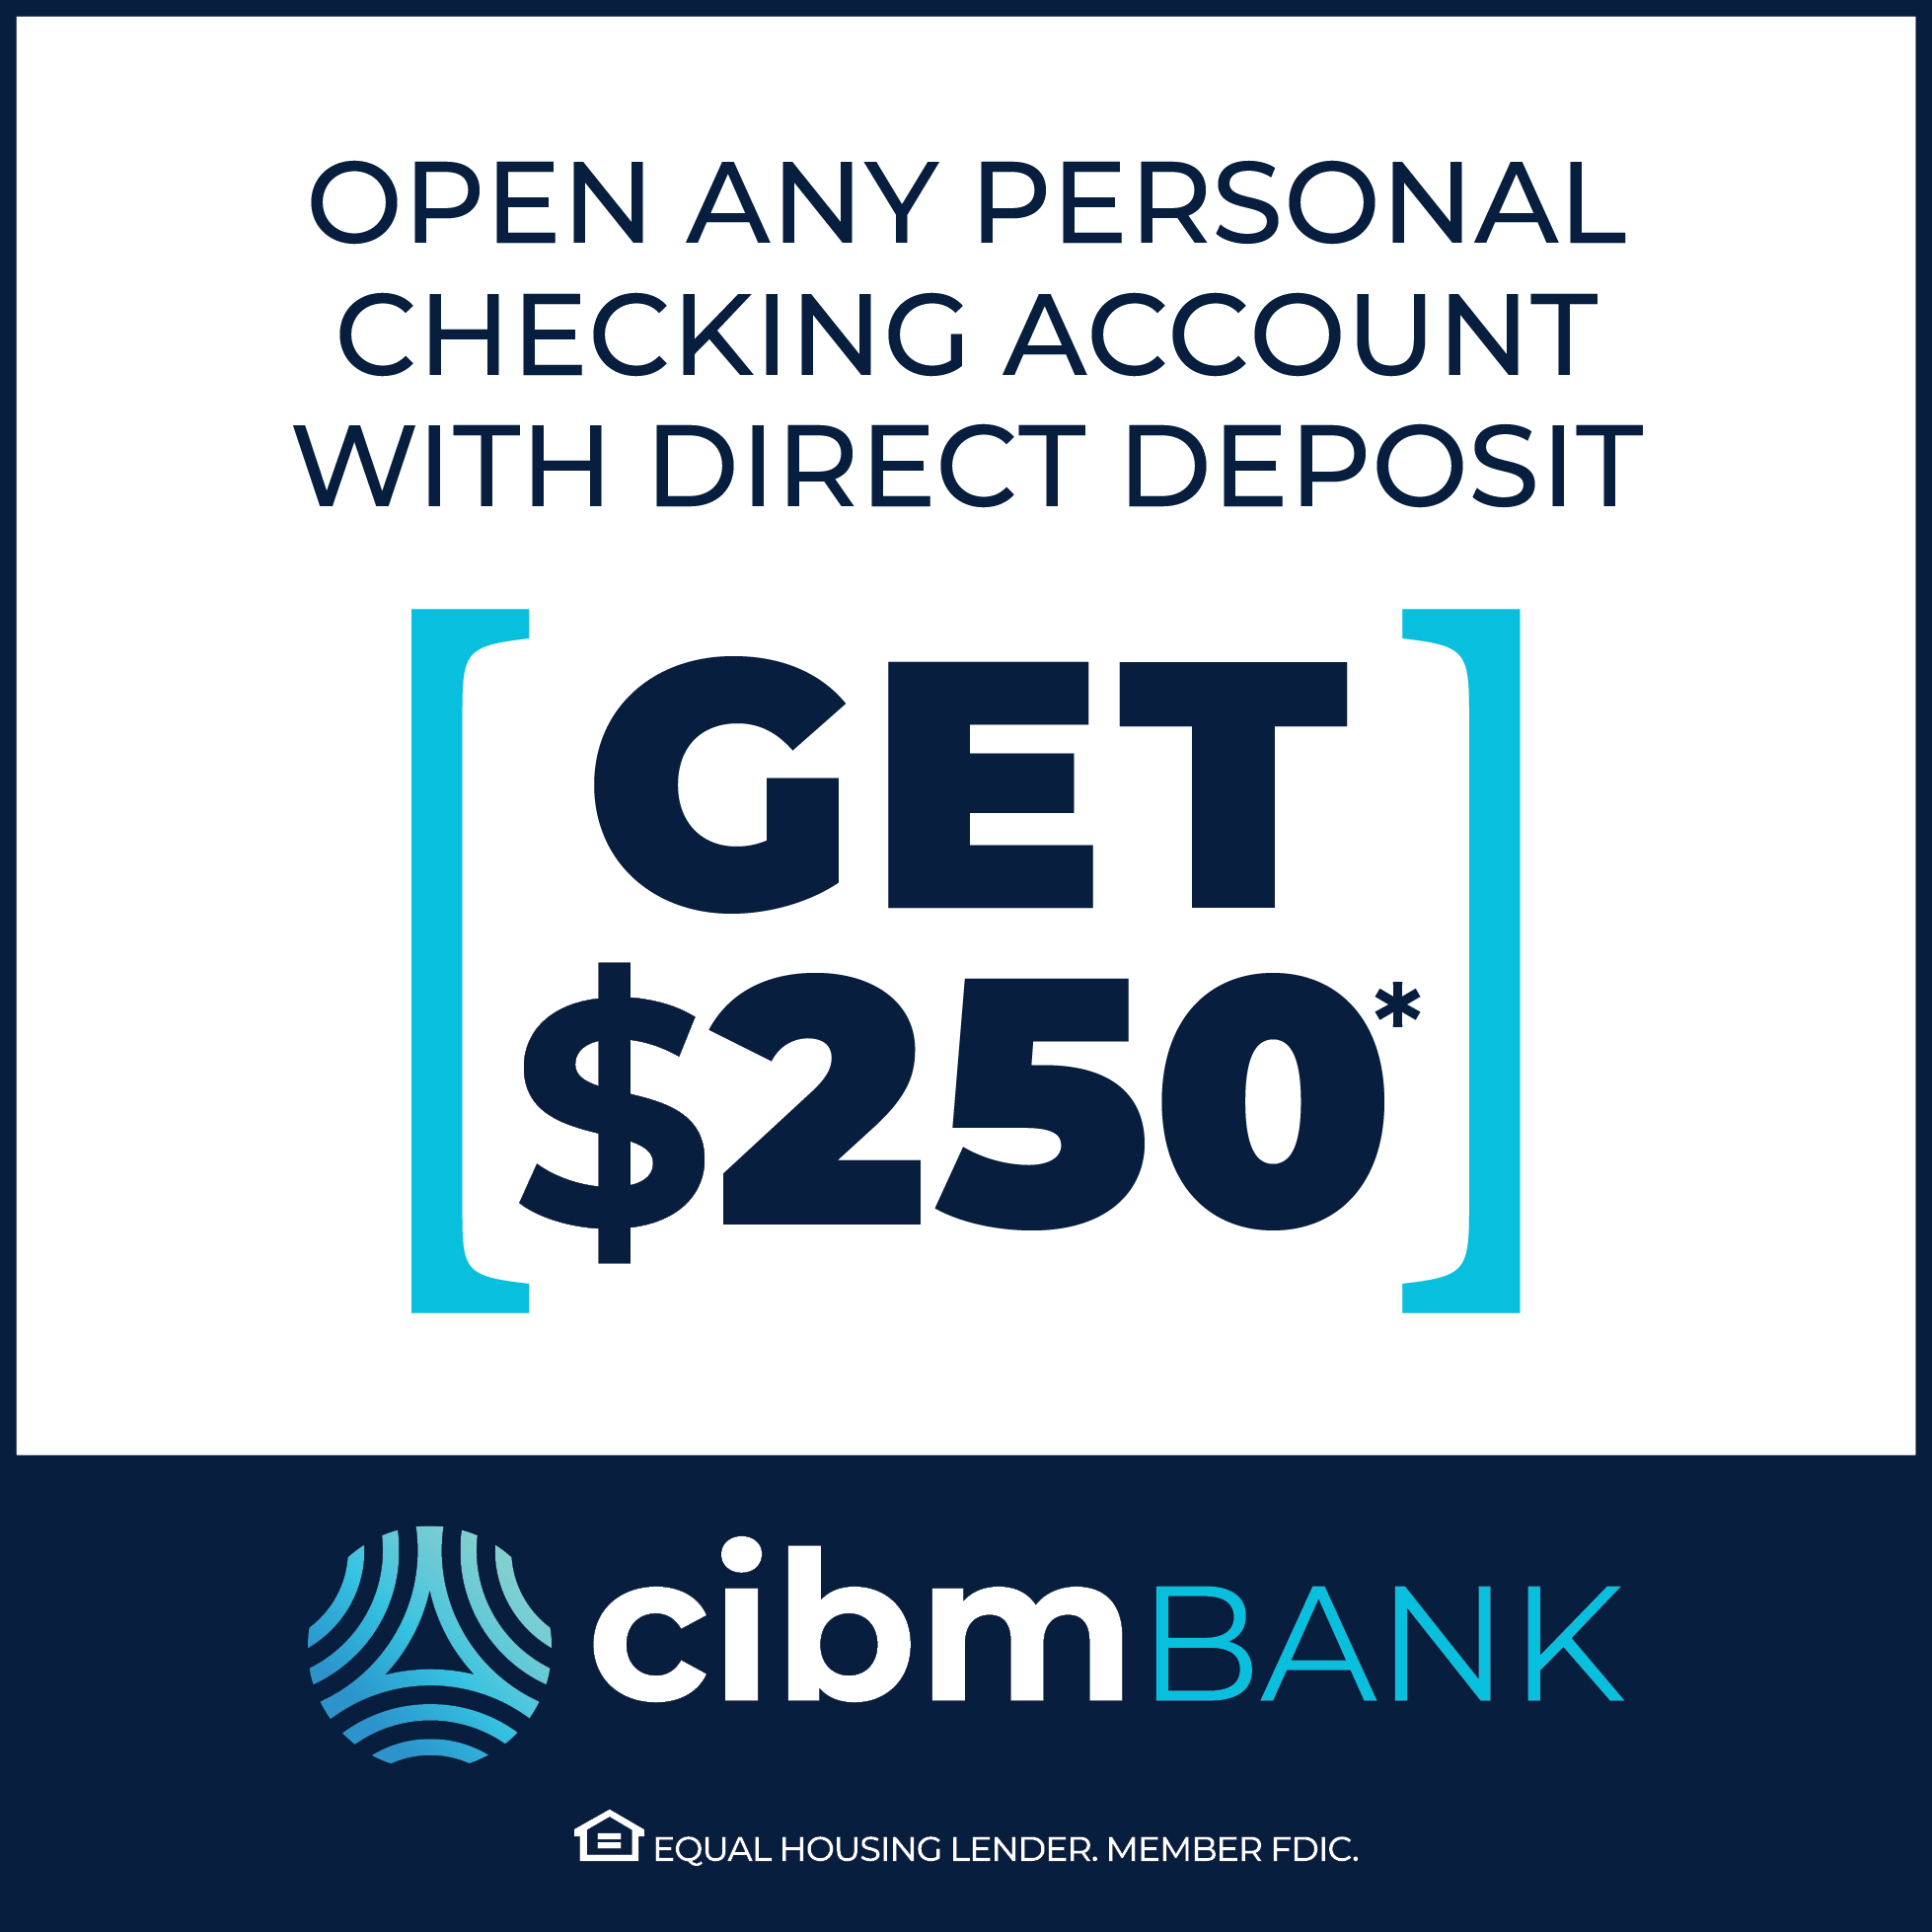 OPEN ANY PERSONAL
CHECKING ACCOUNT
WITH DIRECT DEPOSIT
GET
$250*
cibm BANK
EQUAL HOUSING LENDER. MEMBER FDIC.